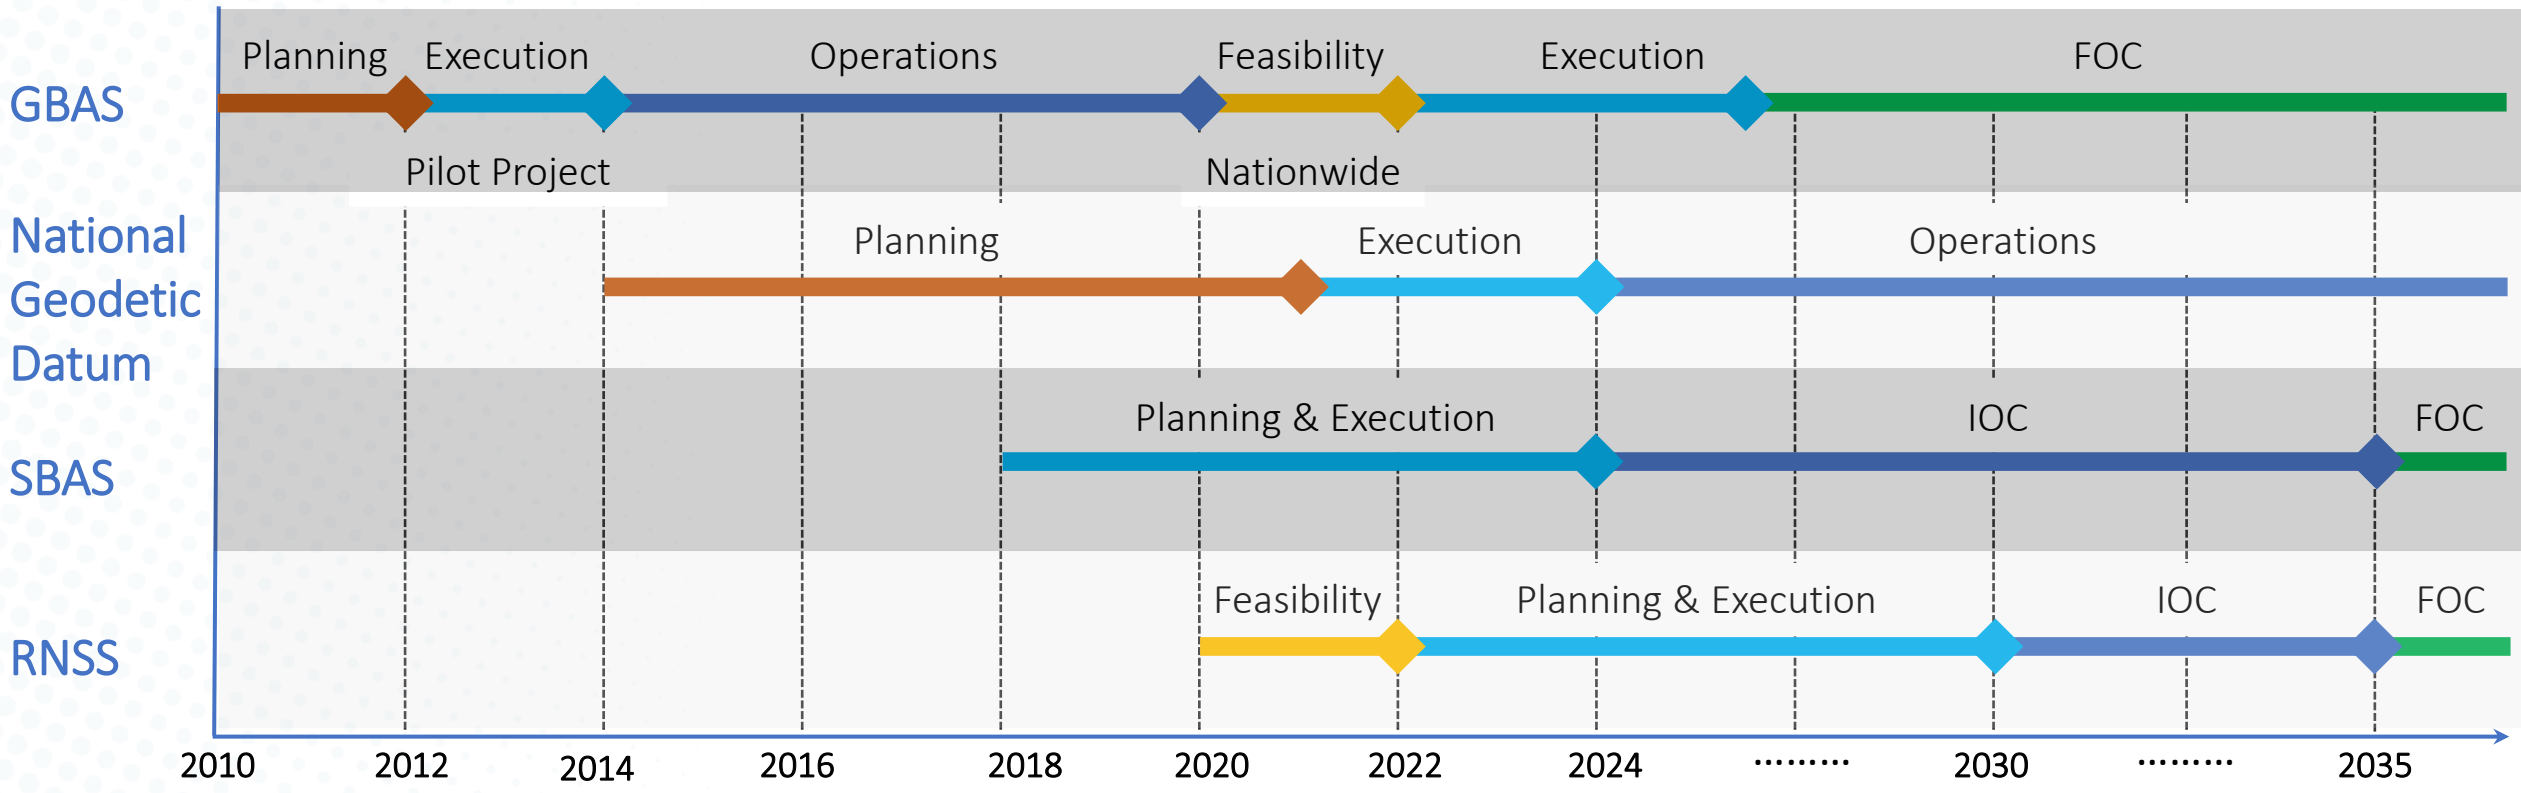 Planning Execution Operations Feasibility Execution FOC
GBAS
Pilot Project Nationwide
National
Geodetic
Datum
Planning Execution Operations
Planning & Execution IOC FOC
SBAS
Feasibility Planning & Execution IOC FOC
RNSS
2010 2012 2014 2016 2018 2020 2022 2024 ......... 2030 ......... 2035